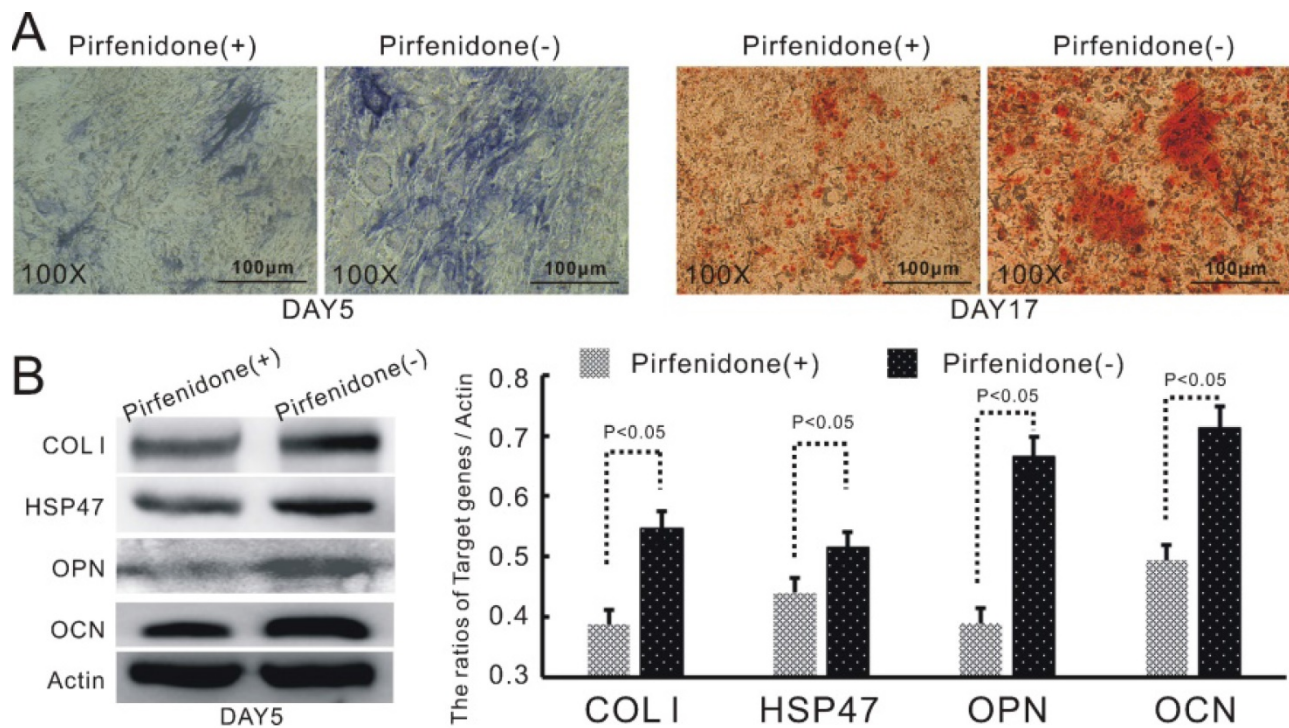 A
Pirfenidone(+) Pirfenidone(-) Pirfenidone(+) Pirfenidone(-)
100X 100µm 100X 100µm 100X 100µm 100X 100µm
DAY5 DAY17
B
Pirfenidone(+) Pirfenidone(-)
COL I
HSP47
OPN
OCN
Actin
DAY5
Pirfenidone(+) Pirfenidone(-)
The ratios of Target genes / Actin
0.8
0.7
0.6
0.5
0.4
0.3
P<0.05 P<0.05 P<0.05 P<0.05
COL I HSP47 OPN OCN